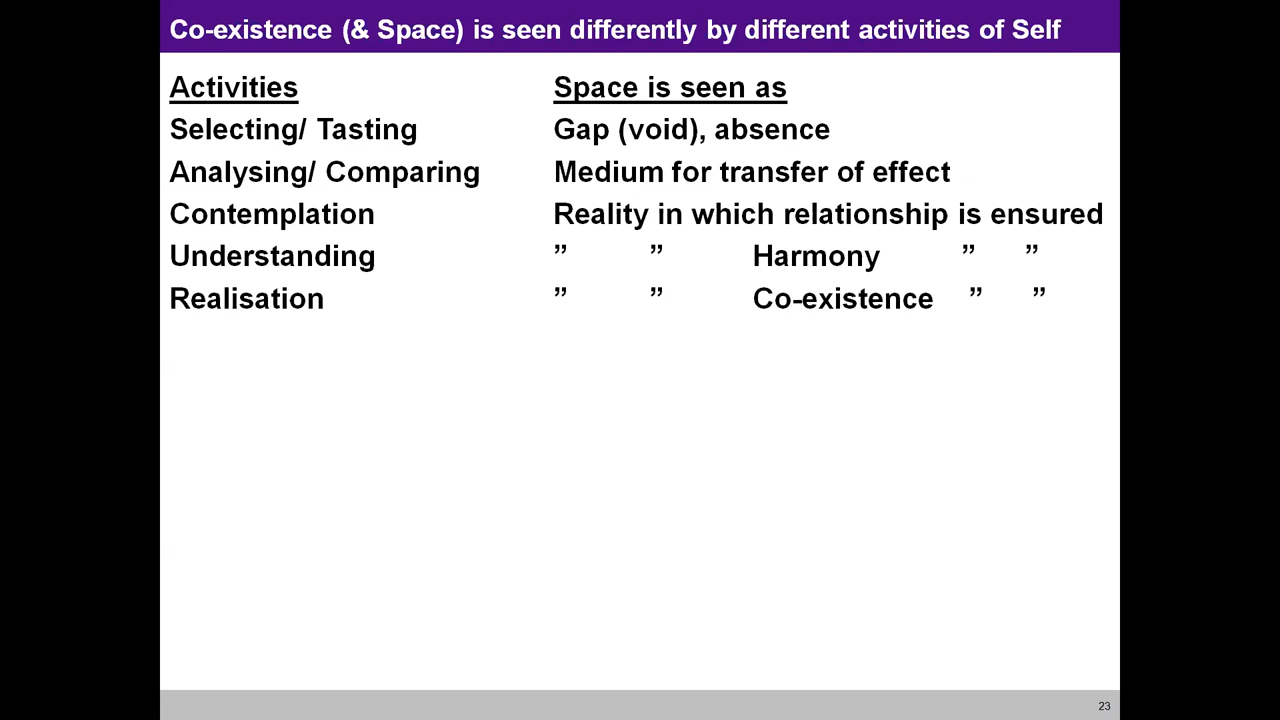 Co-existence (& Space) is seen differently by different activities of Self
Activities Space is seen as
Selecting/ Tasting Gap (void), absence
Analysing/ Comparing Medium for transfer of effect
Contemplation Reality in which relationship is ensured
Understanding ” ” Harmony ” ”
Realisation ” ” Co-existence ” ”
23